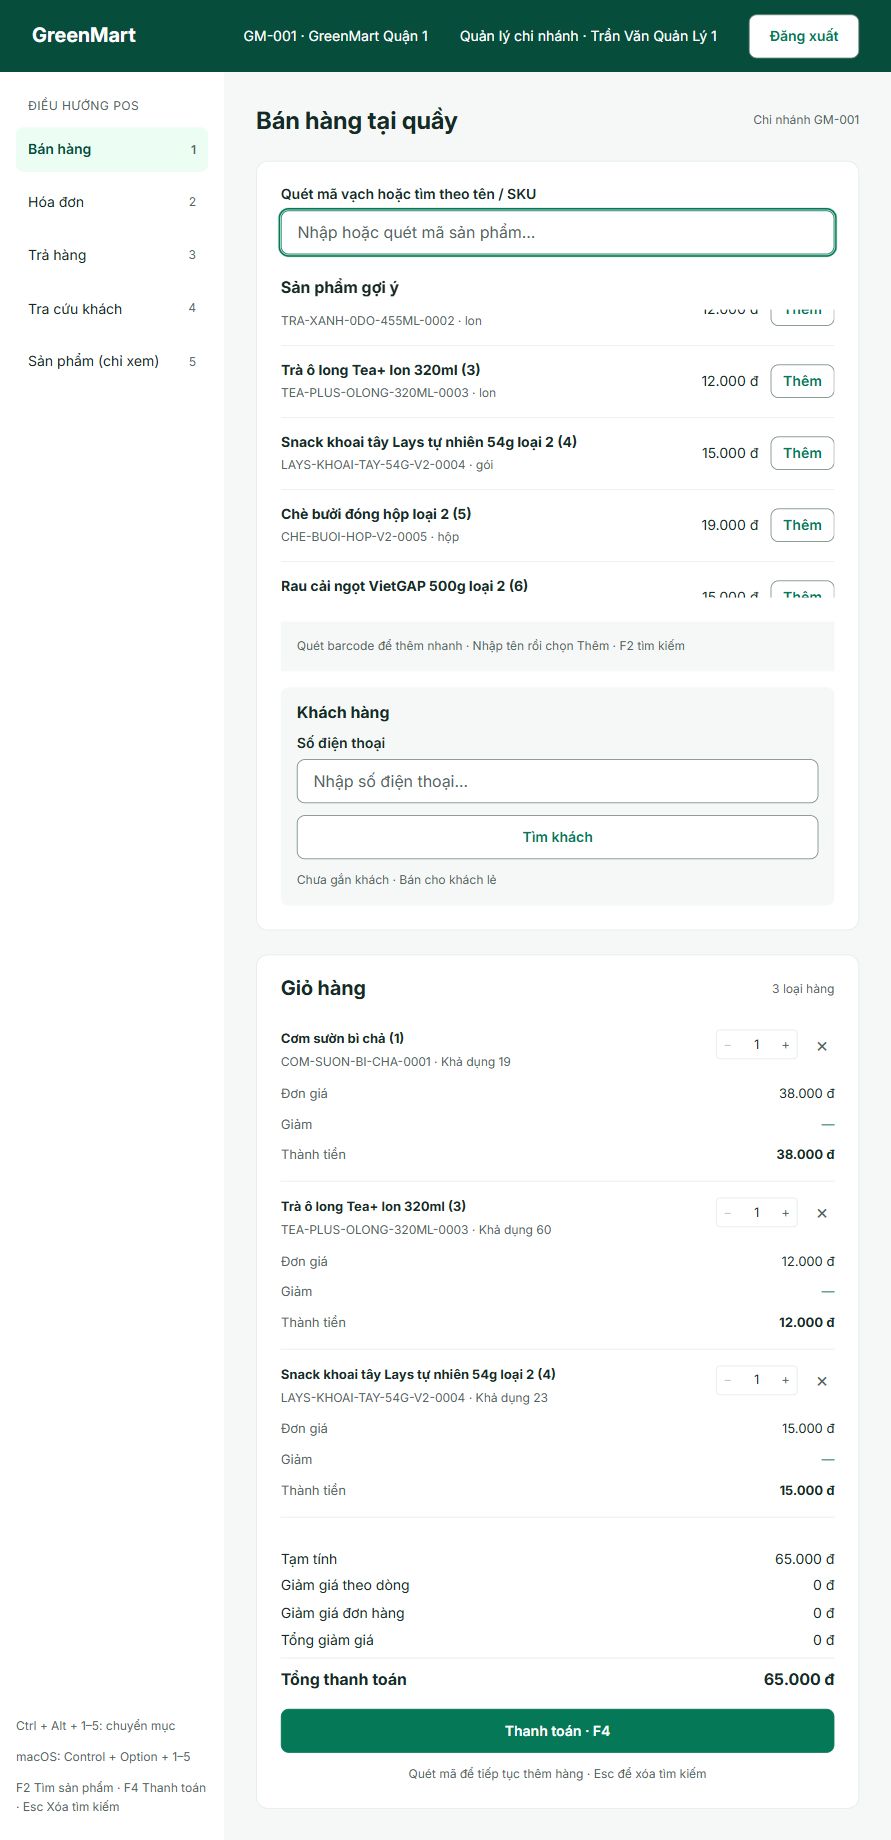 GreenMart
GM-001 · GreenMart Quận 1
Quản lý chi nhánh · Trần Văn Quản Lý 1
Đăng xuất
ĐIỀU HƯỚNG POS
Bán hàng 1
Hóa đơn 2
Trả hàng 3
Tra cứu khách 4
Sản phẩm (chỉ xem) 5
Ctrl + Alt + 1–5: chuyển mục
macOS: Control + Option + 1–5
F2 Tìm sản phẩm · F4 Thanh toán
· Esc Xóa tìm kiếm
Bán hàng tại quầy
Chi nhánh GM-001
Quét mã vạch hoặc tìm theo tên / SKU
Nhập hoặc quét mã sản phẩm...
Sản phẩm gợi ý
12.000 đ Thêm
TRA-XANH-0DO-455ML-0002 · lon
Trà ô long Tea+ lon 320ml (3)
TEA-PLUS-OLONG-320ML-0003 · lon
12.000 đ Thêm
Snack khoai tây Lays tự nhiên 54g loại 2 (4)
LAYS-KHOAI-TAY-54G-V2-0004 · gói
15.000 đ Thêm
Chè bưởi đóng hộp loại 2 (5)
CHE-BUOI-HOP-V2-0005 · hộp
19.000 đ Thêm
Rau cải ngọt VietGAP 500g loại 2 (6)
15.000 đ Thêm
Quét barcode để thêm nhanh · Nhập tên rồi chọn Thêm · F2 tìm kiếm
Khách hàng
Số điện thoại
Nhập số điện thoại...
Tìm khách
Chưa gắn khách · Bán cho khách lẻ
Giỏ hàng
3 loại hàng
Cơm sườn bì chả (1)
COM-SUON-BI-CHA-0001 · Khả dụng 19
− 1 + ×
Đơn giá 38.000 đ
Giảm —
Thành tiền 38.000 đ
Trà ô long Tea+ lon 320ml (3)
TEA-PLUS-OLONG-320ML-0003 · Khả dụng 60
− 1 + ×
Đơn giá 12.000 đ
Giảm —
Thành tiền 12.000 đ
Snack khoai tây Lays tự nhiên 54g loại 2 (4)
LAYS-KHOAI-TAY-54G-V2-0004 · Khả dụng 23
− 1 + ×
Đơn giá 15.000 đ
Giảm —
Thành tiền 15.000 đ
Tạm tính 65.000 đ
Giảm giá theo dòng 0 đ
Giảm giá đơn hàng 0 đ
Tổng giảm giá 0 đ
Tổng thanh toán 65.000 đ
Thanh toán · F4
Quét mã để tiếp tục thêm hàng · Esc để xóa tìm kiếm